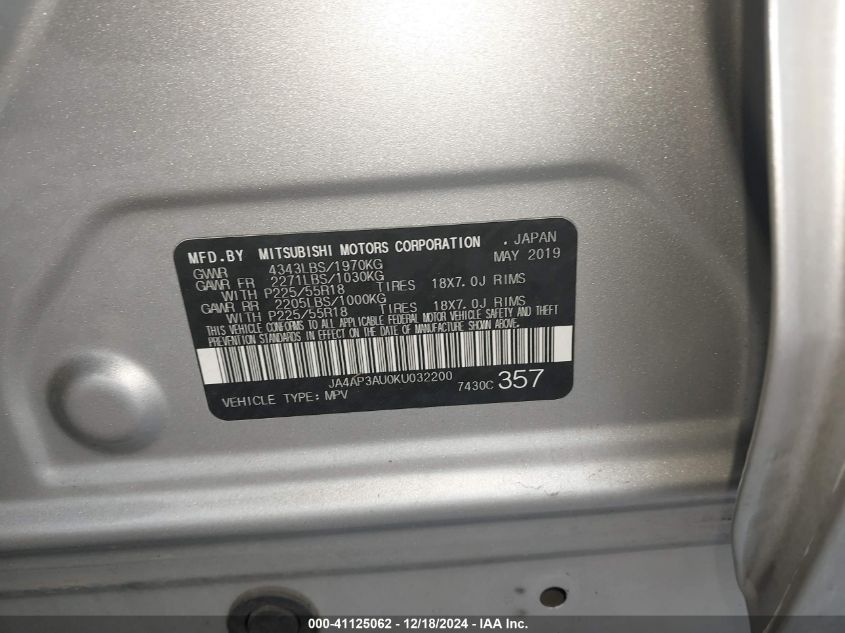 MFD.BY MITSUBISHI MOTORS CORPORATION . JAPAN
GVWR 4343LBS/1970KG MAY 2019
GAWR FR 2271LBS/1030KG
WITH P225/55R18 TIRES 18X7.0J RIMS
GAWR RR 2205LBS/1000KG
WITH P225/55R18 TIRES 18X7.0J RIMS
THIS VEHICLE CONFORMS TO ALL APPLICABLE FEDERAL MOTOR VEHICLE SAFETY AND THEFT
PREVENTION STANDARDS IN EFFECT ON THE DATE OF MANUFACTURE SHOWN ABOVE.
JA4AP3AU0KU032200
7430C 357
VEHICLE TYPE: MPV
000-41125062 - 12/18/2024 - IAA Inc.